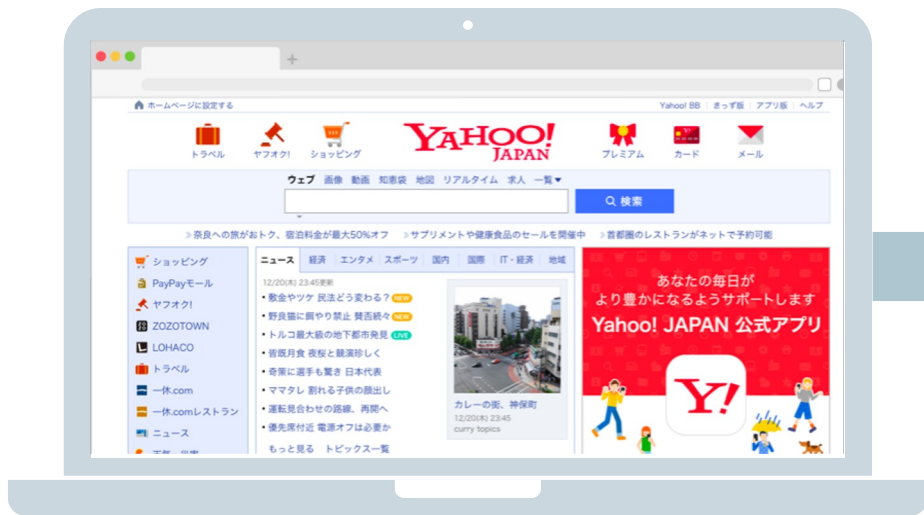 ホームページに設定する
Yahoo! BB きっず版 アプリ版 ヘルプ
トラベル ヤフオク! ショッピング YAHOO! JAPAN プレミアム カード メール
ウェブ 画像 動画 知恵袋 地図 リアルタイム 求人 一覧▼
検索
奈良への旅がおトク、宿泊料金が最大50%オフ サプリメントや健康食品のセールを開催中 首都圏のレストランがネットで予約可能
ショッピング
PayPayモール
ヤフオク!
ZOZOTOWN
LOHACO
トラベル
一休.com
一休.comレストラン
ニュース
ニュース 経済 エンタメ スポーツ 国内 国際 IT・経済 地域
12/20(木) 23:45更新
・敷金やツケ 民法どう変わる? NEW
・野良猫に餌やり禁止 賛否続々 NEW
・トルコ最大級の地下都市発見 LIVE
・皆既月食 夜桜と競演珍しく
・奇策に選手も驚き 日本代表
・ママタレ 割れる子供の顔出し
・運転見合わせの路線、再開へ
・優先席付近 電源オフは必要か
もっと見る トピックス一覧
カレーの街、神保町
12/20(木) 23:45
curry topics
あなたの毎日が
より豊かになるようサポートします
Yahoo! JAPAN 公式アプリ
Y!